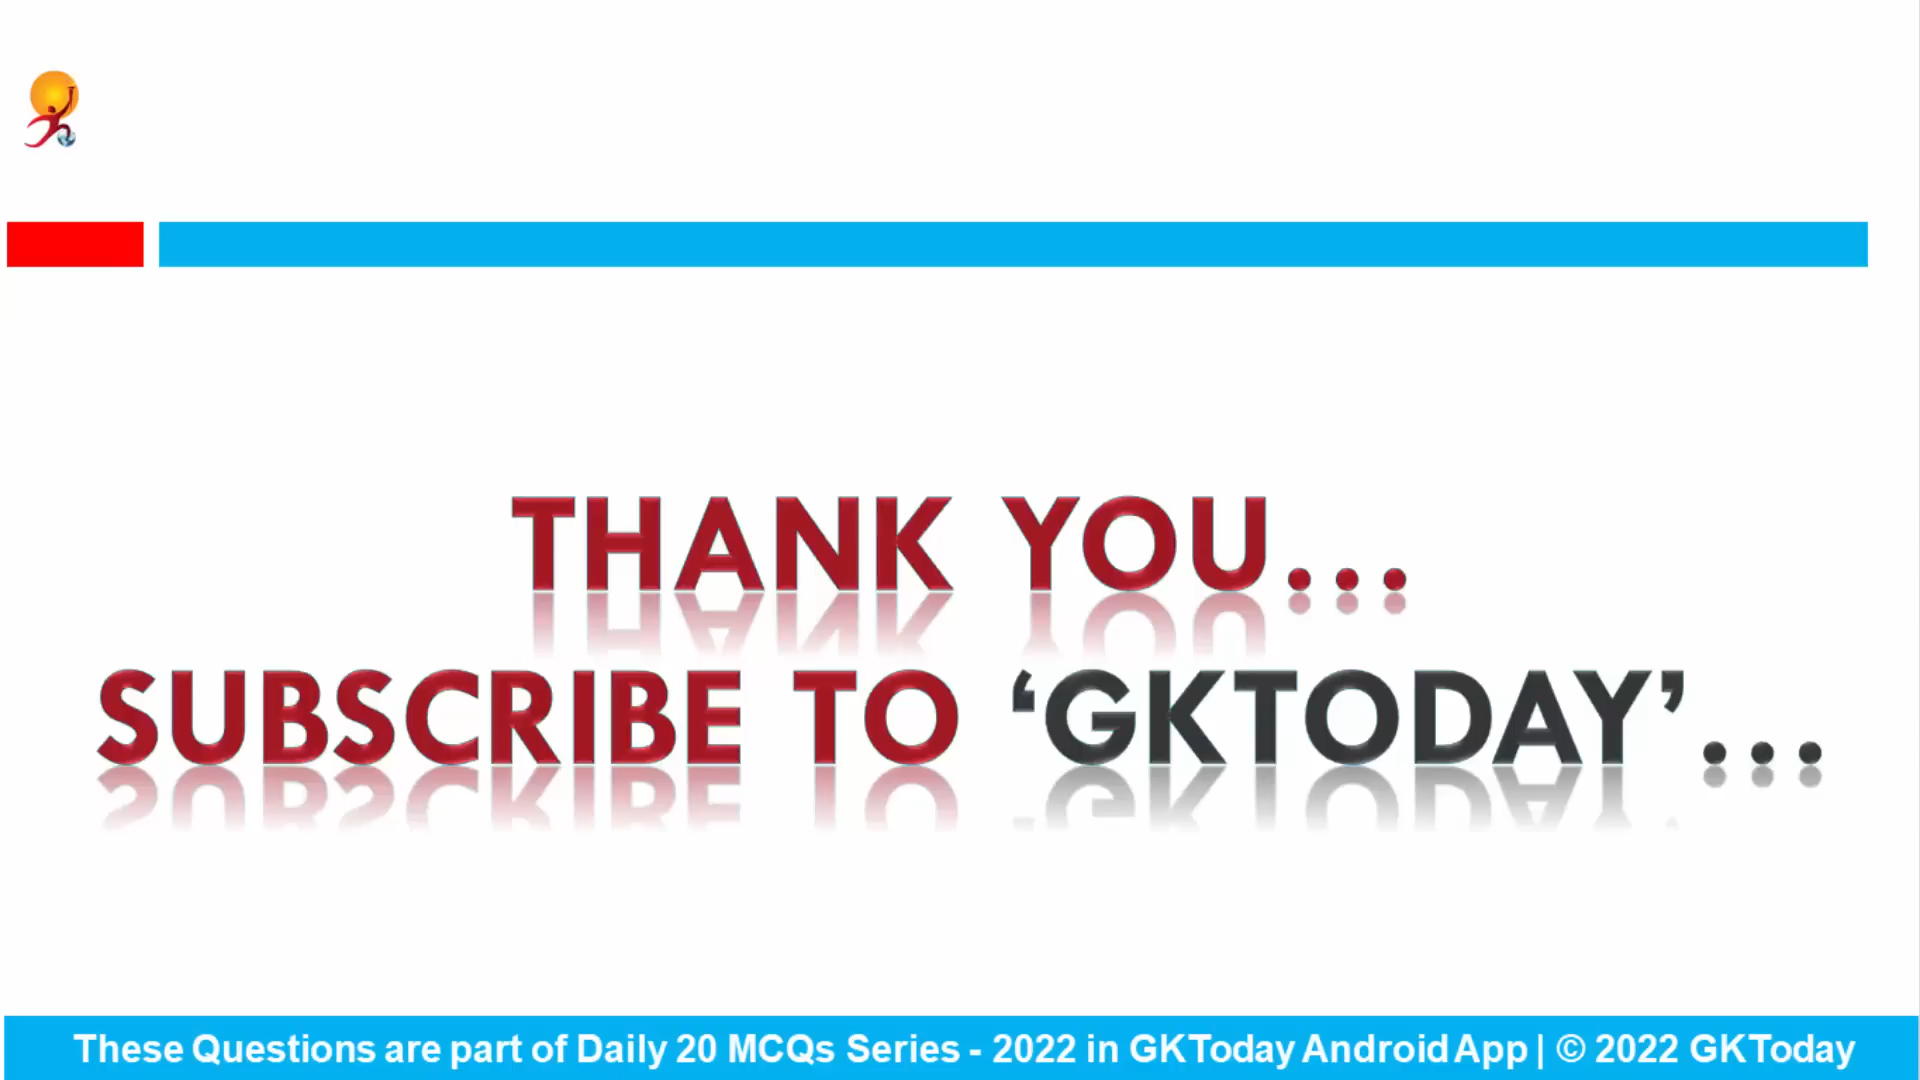 THANK YOU...
SUBSCRIBE TO ‘GKTODAY’...
These Questions are part of Daily 20 MCQs Series - 2022 in GKToday Android App | © 2022 GKToday